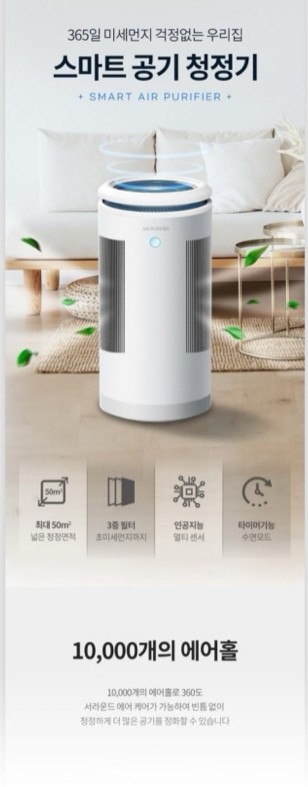 365일 미세먼지 걱정없는 우리집
스마트 공기 청정기
+ SMART AIR PURIFIER +
50m²
최대 50m²
넓은 청정면적
3중 필터
초미세먼지까지
인공지능
멀티 센서
타이머기능
수면모드
10,000개의 에어홀
10,000개의 에어홀로 360도
서라운드 에어 케어가 가능하여 빈틈 없이
청정하게 더 많은 공기를 정화할 수 있습니다